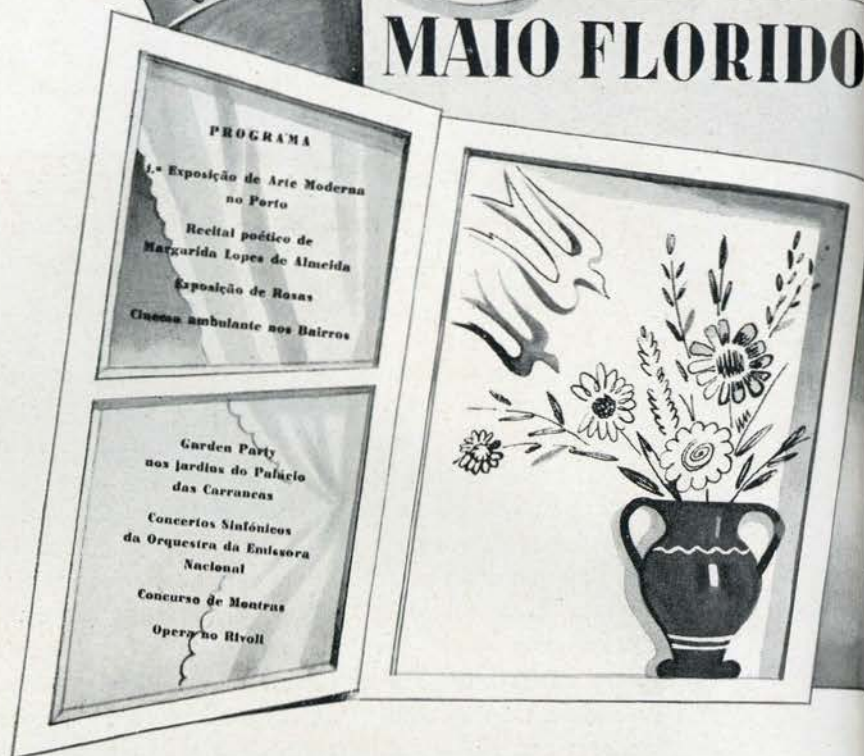 MAIO FLORIDO
PROGRAMA
1.ª Exposição de Arte Moderna
no Porto
Recital poético de
Margarida Lopes de Almeida
Exposição de Rosas
Cinema ambulante nos Bairros
Garden Party
nos jardins do Palácio
das Carrancas
Concertos Sinfónicos
da Orquestra da Emissora
Nacional
Concurso de Montras
Opera no Rivoli